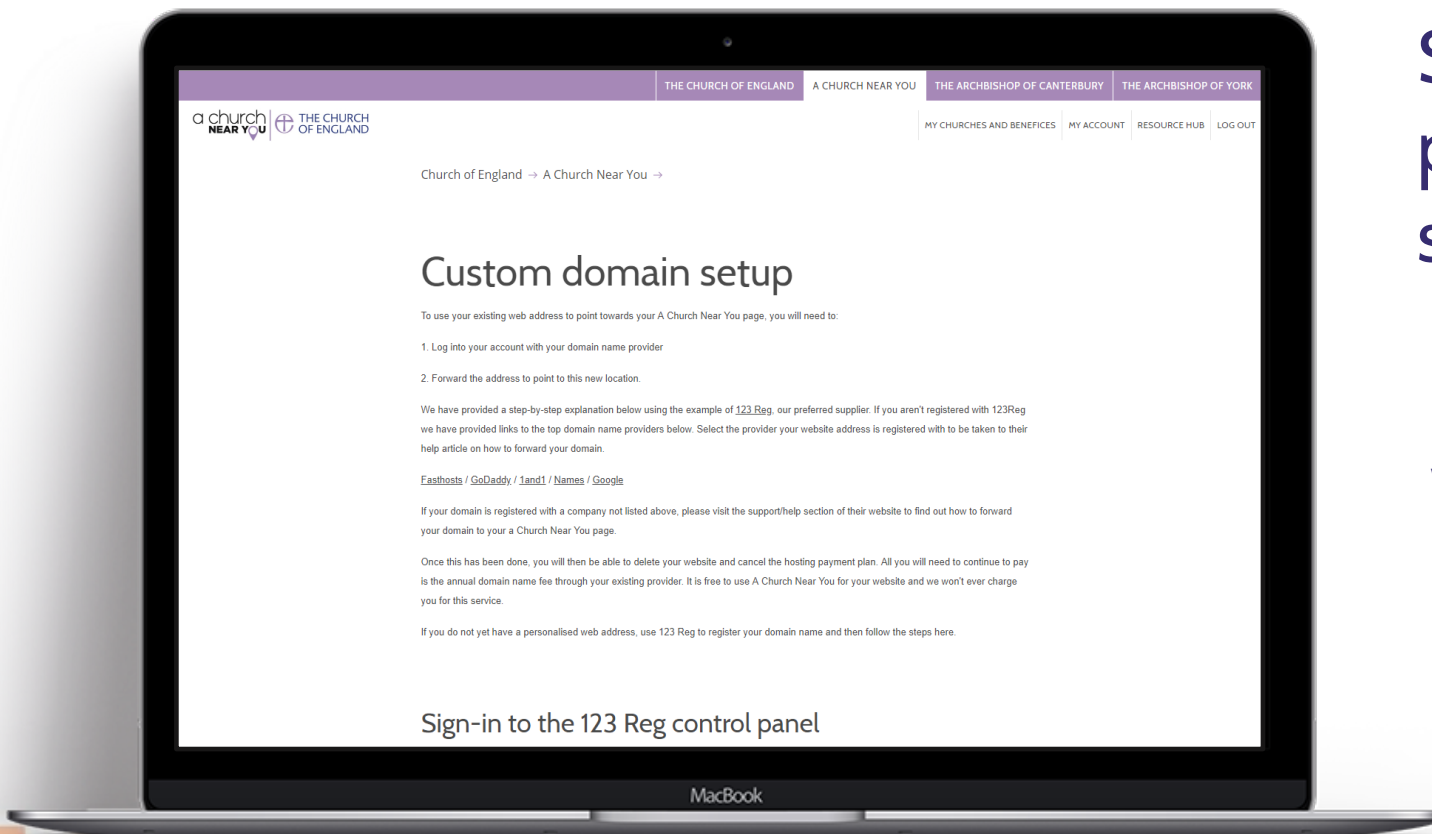 THE CHURCH OF ENGLAND A CHURCH NEAR YOU THE ARCHBISHOP OF CANTERBURY THE ARCHBISHOP OF YORK
a church NEAR YOU THE CHURCH OF ENGLAND
MY CHURCHES AND BENEFICES MY ACCOUNT RESOURCE HUB LOG OUT
Church of England → A Church Near You →
Custom domain setup
To use your existing web address to point towards your A Church Near You page, you will need to:
1. Log into your account with your domain name provider
2. Forward the address to point to this new location.
We have provided a step-by-step explanation below using the example of 123 Reg, our preferred supplier. If you aren't registered with 123Reg
we have provided links to the top domain name providers below. Select the provider your website address is registered with to be taken to their
help article on how to forward your domain.
Fasthosts / GoDaddy / 1and1 / Names / Google
If your domain is registered with a company not listed above, please visit the support/help section of their website to find out how to forward
your domain to your a Church Near You page.
Once this has been done, you will then be able to delete your website and cancel the hosting payment plan. All you will need to continue to pay
is the annual domain name fee through your existing provider. It is free to use A Church Near You for your website and we won't ever charge
you for this service.
If you do not yet have a personalised web address, use 123 Reg to register your domain name and then follow the steps here.
Sign-in to the 123 Reg control panel
MacBook